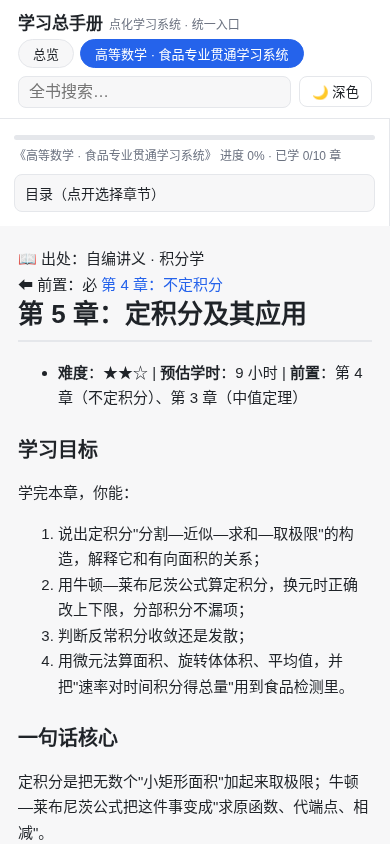 学习总手册 点化学习系统 · 统一入口
总览 高等数学 · 食品专业贯通学习系统
全书搜索…
🌙 深色
《高等数学 · 食品专业贯通学习系统》 进度 0% · 已学 0/10 章
目录（点开选择章节）
📖 出处：自编讲义 · 积分学
⬅ 前置：必 第 4 章：不定积分
第 5 章：定积分及其应用
• 难度：★★☆ | 预估学时：9 小时 | 前置：第 4
章（不定积分）、第 3 章（中值定理）
学习目标
学完本章，你能：
1. 说出定积分"分割—近似—求和—取极限"的构
造，解释它和有向面积的关系；
2. 用牛顿—莱布尼茨公式算定积分，换元时正确
改上下限，分部积分不漏项；
3. 判断反常积分收敛还是发散；
4. 用微元法算面积、旋转体体积、平均值，并
把"速率对时间积分得总量"用到食品检测里。
一句话核心
定积分是把无数个"小矩形面积"加起来取极限；牛顿
—莱布尼茨公式把这件事变成"求原函数、代端点、相
减"。